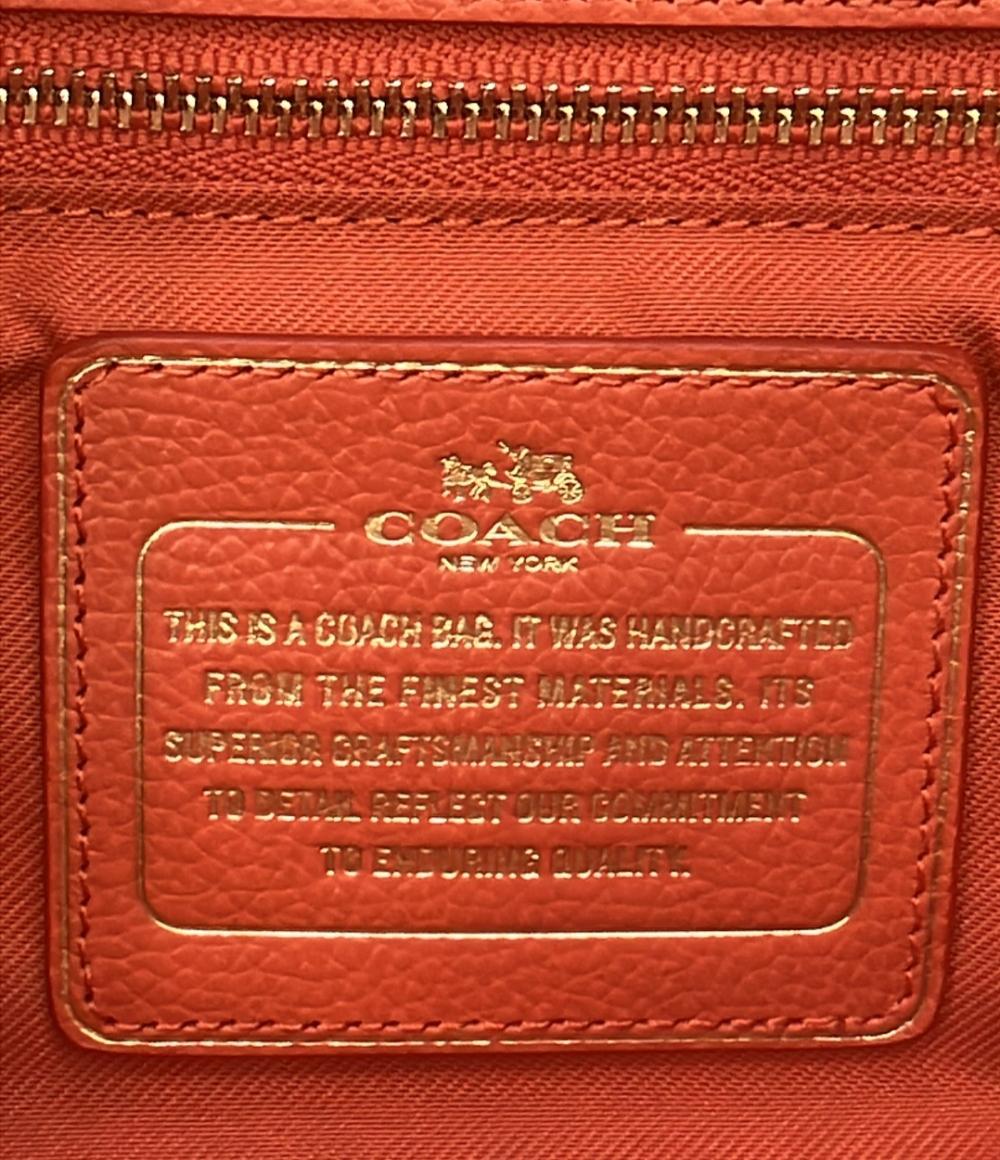 COACH
NEW YORK
THIS IS A COACH BAG. IT WAS HANDCRAFTED
FROM THE FINEST MATERIALS. ITS
SUPERIOR CRAFTSMANSHIP AND ATTENTION
TO DETAIL REFLECT OUR COMMITMENT
TO ENDURING QUALITY.